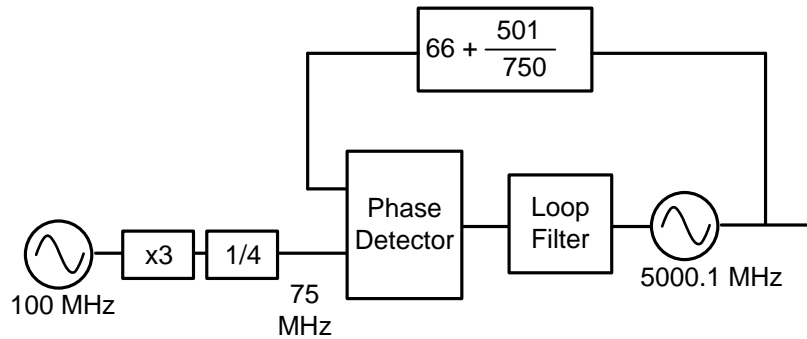 66 + 501
750
Phase
Detector
Loop
Filter
x3
1/4
100 MHz
75
MHz
5000.1 MHz